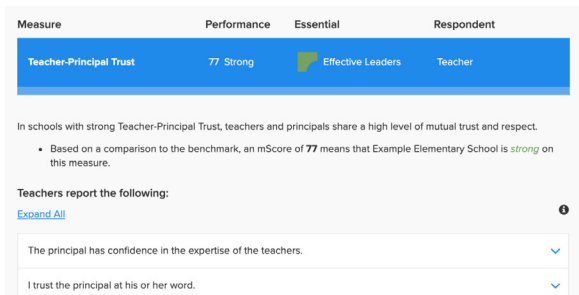 Measure Performance Essential Respondent
Teacher-Principal Trust 77 Strong Effective Leaders Teacher
In schools with strong Teacher-Principal Trust, teachers and principals share a high level of mutual trust and respect.
• Based on a comparison to the benchmark, an mScore of 77 means that Example Elementary School is strong on
this measure.
Teachers report the following:
Expand All
The principal has confidence in the expertise of the teachers.
I trust the principal at his or her word.